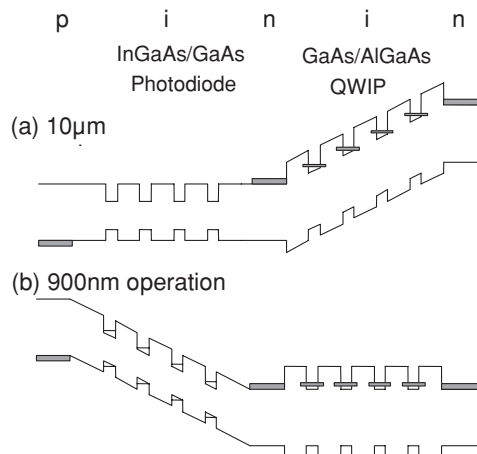 p i n i n
InGaAs/GaAs GaAs/AlGaAs
Photodiode QWIP
(a) 10µm
(b) 900nm operation